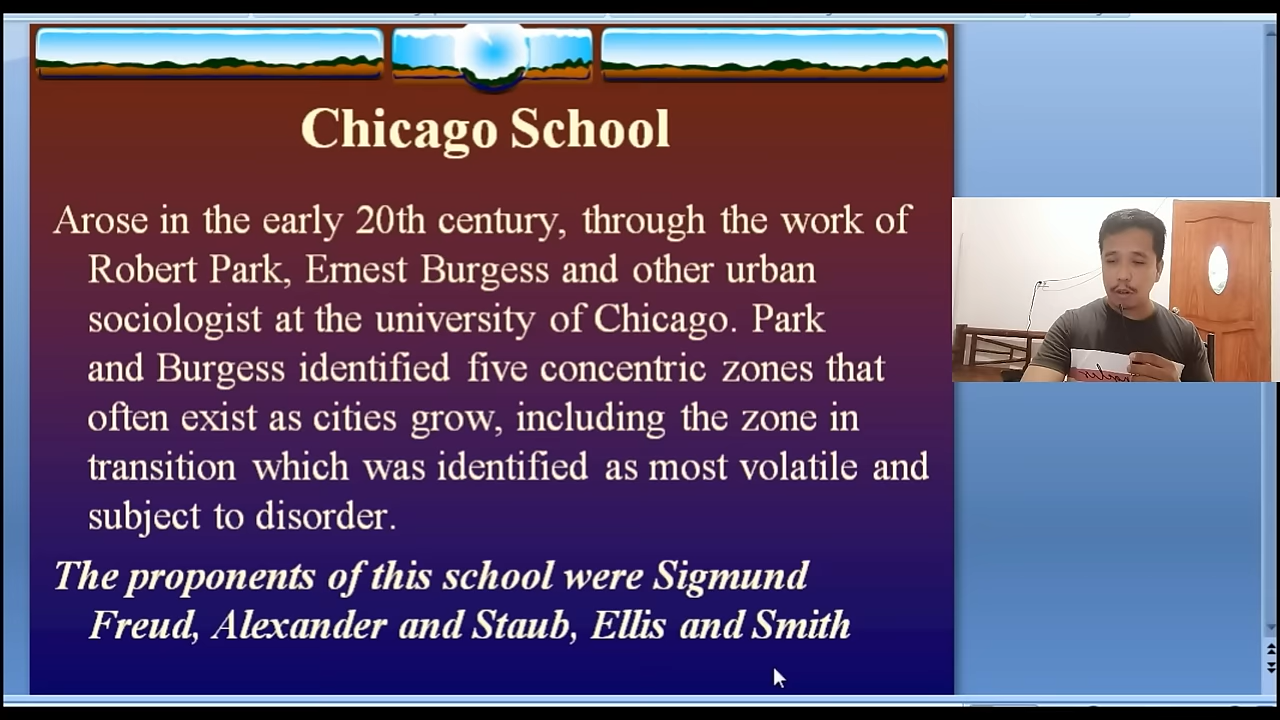 Chicago School
Arose in the early 20th century, through the work of
Robert Park, Ernest Burgess and other urban
sociologist at the university of Chicago. Park
and Burgess identified five concentric zones that
often exist as cities grow, including the zone in
transition which was identified as most volatile and
subject to disorder.
The proponents of this school were Sigmund
Freud, Alexander and Staub, Ellis and Smith